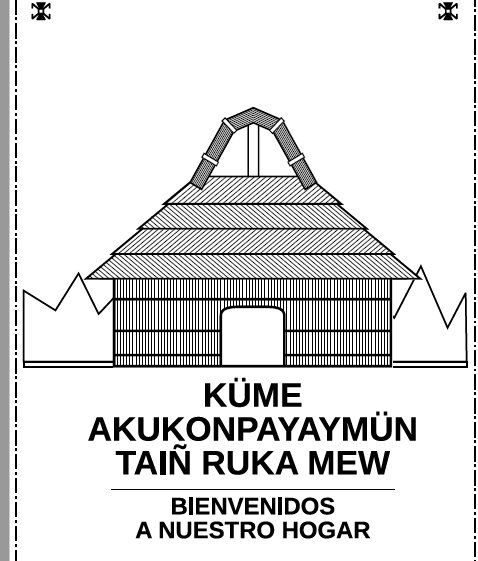 KÜME
AKUKONPAYAYMÜN
TAIÑ RUKA MEW
BIENVENIDOS
A NUESTRO HOGAR